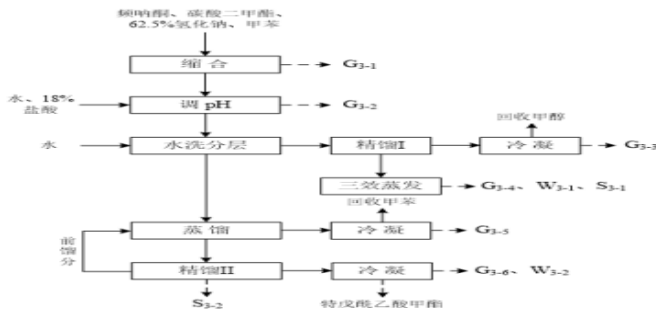 频呐酮、碳酸二甲酯、
62.5%氢化钠、甲苯
缩合
G₃₋₁
水、18%
盐酸
调 pH
G₃₋₂
回收甲醇
水
水洗分层
精馏I
冷凝
G₃₋₃
三效蒸发
G₃₋₄、W₃₋₁、S₃₋₁
回收甲苯
前馏分
蒸馏
冷凝
G₃₋₅
精馏II
冷凝
G₃₋₆、W₃₋₂
S₃₋₂
特戊酰乙酸甲酯